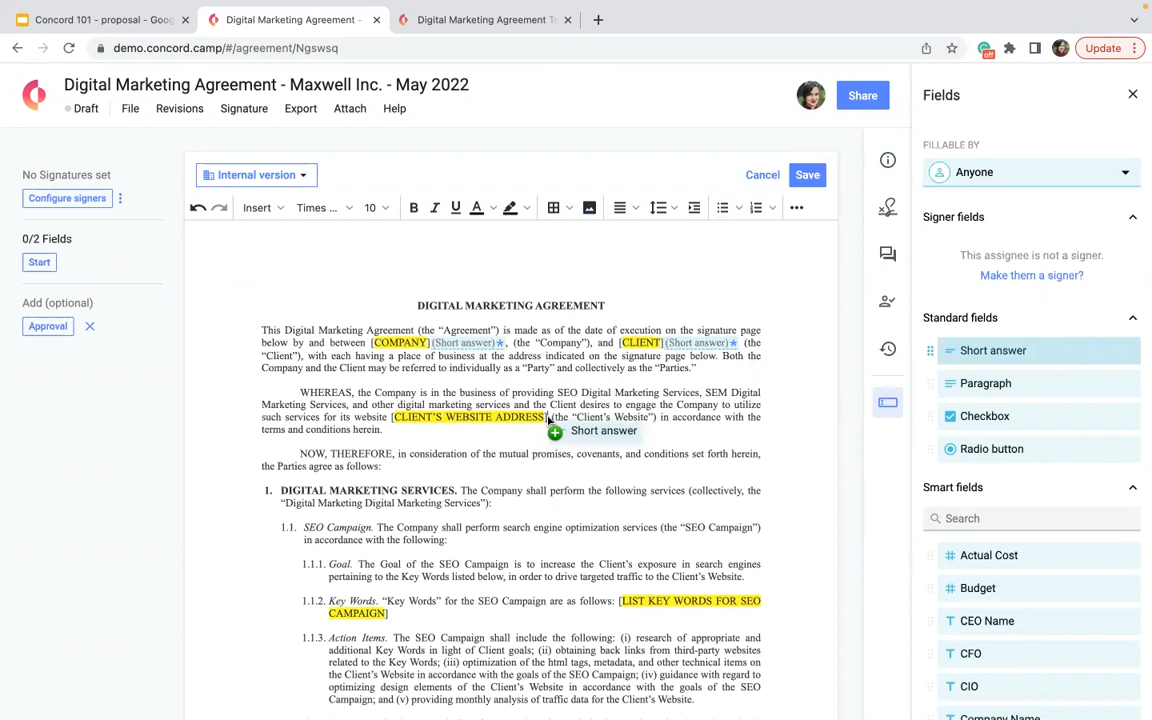 Concord 101 - proposal - Goog
Digital Marketing Agreement -
Digital Marketing Agreement T
demo.concord.camp/#/agreement/Ngswsq
off
Update
Digital Marketing Agreement - Maxwell Inc. - May 2022
Draft File Revisions Signature Export Attach Help
Share
No Signatures set
Configure signers
0/2 Fields
Start
Add (optional)
Approval
Internal version
Cancel Save
Insert Times ... 10 B I U A
DIGITAL MARKETING AGREEMENT
This Digital Marketing Agreement (the “Agreement”) is made as of the date of execution on the signature page
below by and between [COMPANY] (Short answer)*, (the “Company”), and [CLIENT] (Short answer)* (the
“Client”), with each having a place of business at the address indicated on the signature page below. Both the
Company and the Client may be referred to individually as a “Party” and collectively as the “Parties.”
WHEREAS, the Company is in the business of providing SEO Digital Marketing Services, SEM Digital
Marketing Services, and other digital marketing services and the Client desires to engage the Company to utilize
such services for its website [CLIENT’S WEBSITE ADDRESS] (the “Client’s Website”) in accordance with the
terms and conditions herein.
Short answer
NOW, THEREFORE, in consideration of the mutual promises, covenants, and conditions set forth herein,
the Parties agree as follows:
1. DIGITAL MARKETING SERVICES. The Company shall perform the following services (collectively, the
“Digital Marketing Digital Marketing Services”):
1.1. SEO Campaign. The Company shall perform search engine optimization services (the “SEO Campaign”)
in accordance with the following:
1.1.1. Goal. The Goal of the SEO Campaign is to increase the Client’s exposure in search engines
pertaining to the Key Words listed below, in order to drive targeted traffic to the Client’s Website.
1.1.2. Key Words. “Key Words” for the SEO Campaign are as follows: [LIST KEY WORDS FOR SEO
CAMPAIGN]
1.1.3. Action Items. The SEO Campaign shall include the following: (i) research of appropriate and
additional Key Words in light of Client goals; (ii) obtaining back links from third-party websites
related to the Key Words; (iii) optimization of the html tags, metadata, and other technical items on
the Client’s Website in accordance with the goals of the SEO Campaign; (iv) guidance with regard to
optimizing design elements of the Client’s Website in accordance with the goals of the SEO
Campaign; and (v) providing monthly analysis of traffic data for the Client’s Website.
Fields
FILLABLE BY
Anyone
Signer fields
This assignee is not a signer.
Make them a signer?
Standard fields
Short answer
Paragraph
Checkbox
Radio button
Smart fields
Search
# Actual Cost
# Budget
T CEO Name
T CFO
T CIO
T Company Name